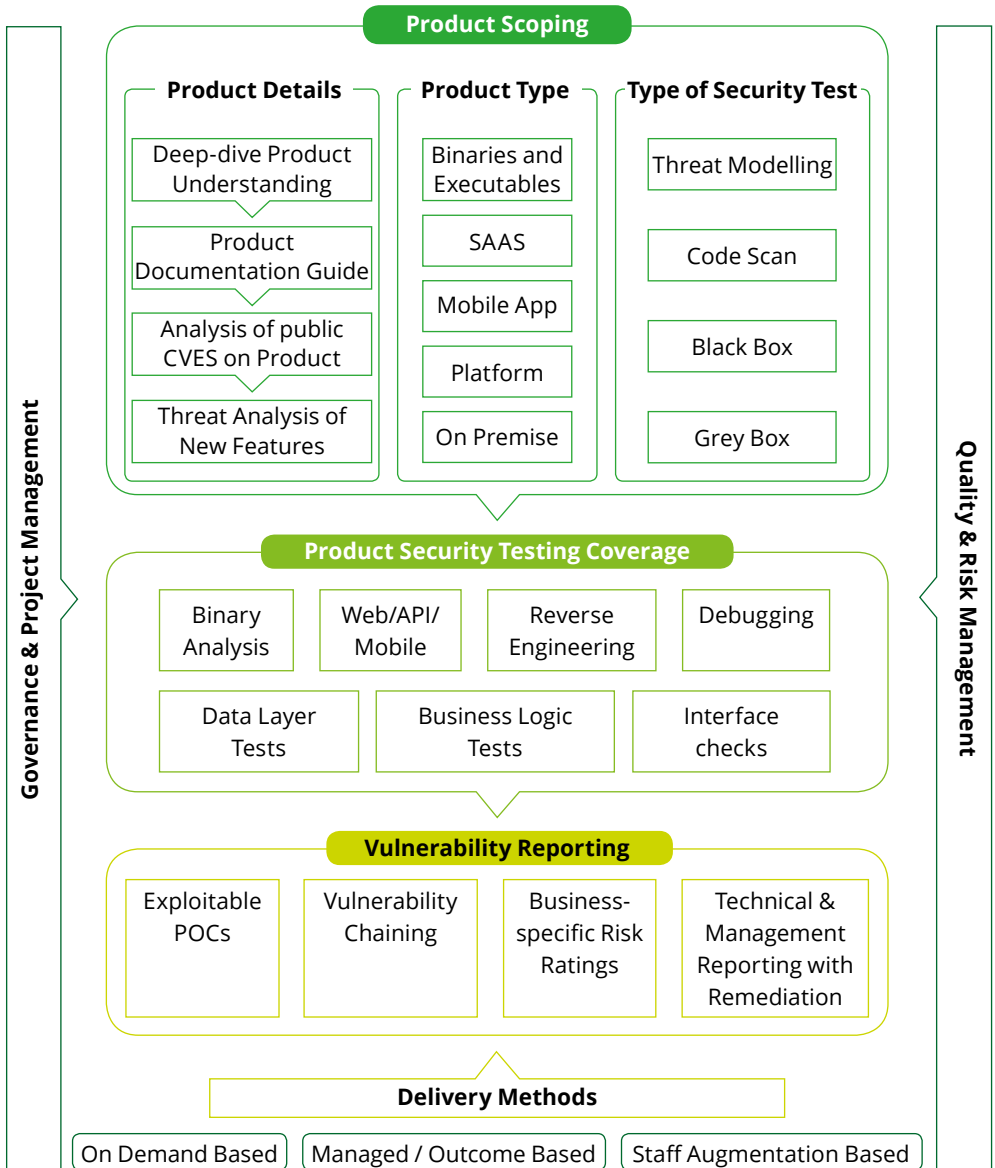 Product Scoping
Product Details
Deep-dive Product
Understanding
Product
Documentation Guide
Analysis of public
CVES on Product
Threat Analysis of
New Features
Product Type
Binaries and
Executables
SAAS
Mobile App
Platform
On Premise
Type of Security Test
Threat Modelling
Code Scan
Black Box
Grey Box
Governance & Project Management
Quality & Risk Management
Product Security Testing Coverage
Binary
Analysis
Web/API/
Mobile
Reverse
Engineering
Debugging
Data Layer
Tests
Business Logic
Tests
Interface
checks
Vulnerability Reporting
Exploitable
POCs
Vulnerability
Chaining
Business-
specific Risk
Ratings
Technical &
Management
Reporting with
Remediation
Delivery Methods
On Demand Based
Managed / Outcome Based
Staff Augmentation Based